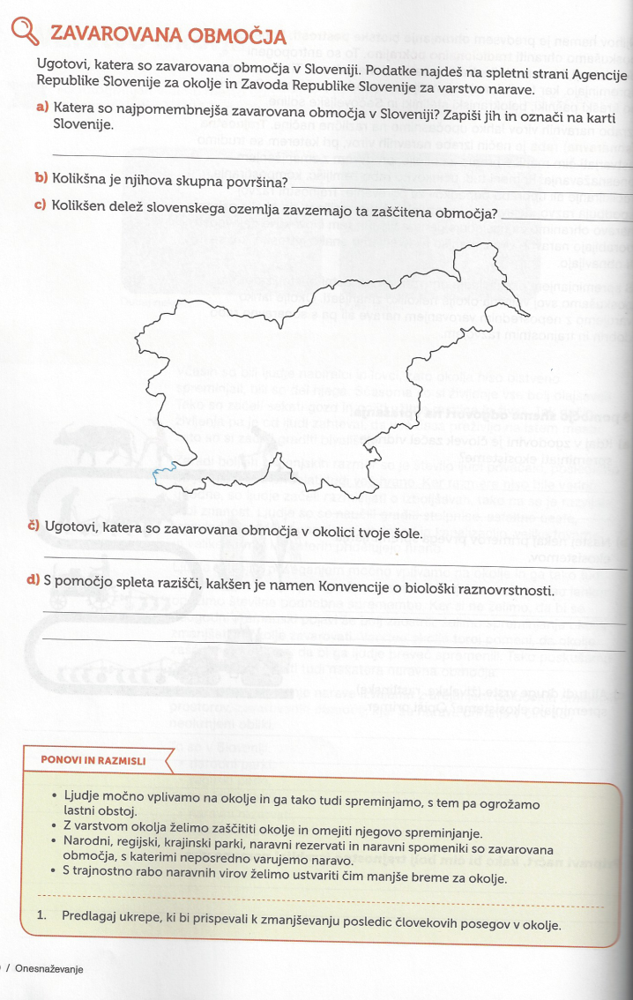 ZAVAROVANA OBMOČJA
Ugotovi, katera so zavarovana območja v Sloveniji. Podatke najdeš na spletni strani Agencije
Republike Slovenije za okolje in Zavoda Republike Slovenije za varstvo narave.
a) Katera so najpomembnejša zavarovana območja v Sloveniji? Zapiši jih in označi na karti
Slovenije.
b) Kolikšna je njihova skupna površina?
c) Kolikšen delež slovenskega ozemlja zavzemajo ta zaščitena območja?
č) Ugotovi, katera so zavarovana območja v okolici tvoje šole.
d) S pomočjo spleta razišči, kakšen je namen Konvencije o biološki raznovrstnosti.
PONOVI IN RAZMISLI
• Ljudje močno vplivamo na okolje in ga tako tudi spreminjamo, s tem pa ogrožamo
lastni obstoj.
• Z varstvom okolja želimo zaščititi okolje in omejiti njegovo spreminjanje.
• Narodni, regijski, krajinski parki, naravni rezervati in naravni spomeniki so zavarovana
območja, s katerimi neposredno varujemo naravo.
• S trajnostno rabo naravnih virov želimo ustvariti čim manjše breme za okolje.
1. Predlagaj ukrepe, ki bi prispevali k zmanjševanju posledic človekovih posegov v okolje.
/ Onesnaževanje